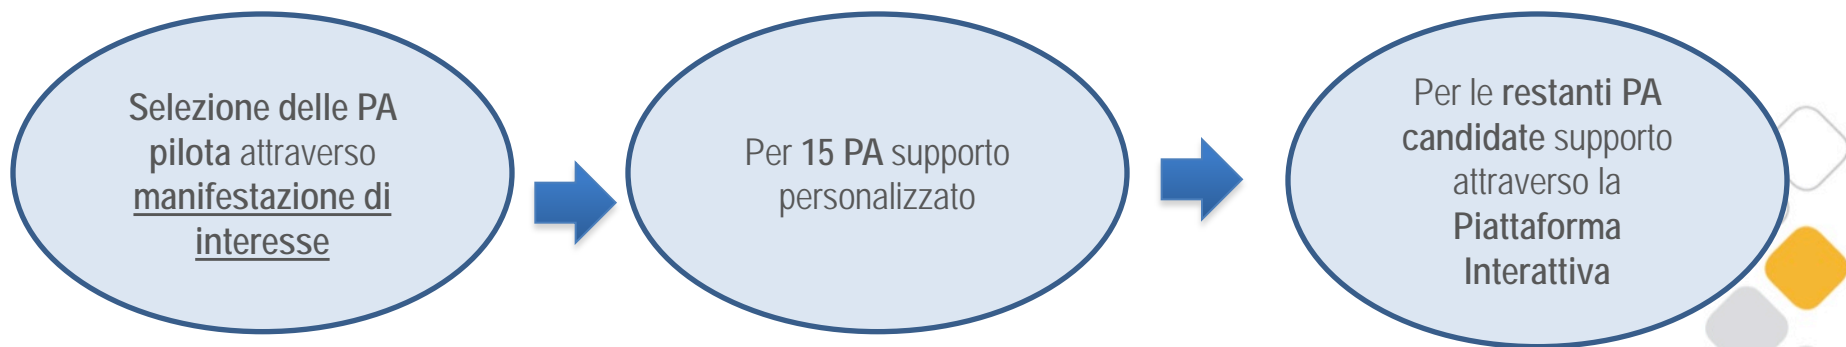 Selezione delle PA
pilota attraverso
manifestazione di
interesse
Per 15 PA supporto
personalizzato
Per le restanti PA
candidate supporto
attraverso la
Piattaforma
Interattiva